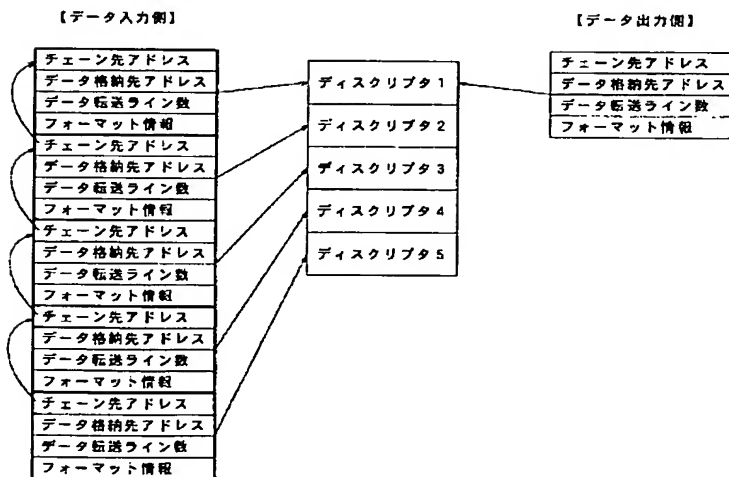 【データ入力側】
チェーン先アドレス
データ格納先アドレス
データ転送ライン数
フォーマット情報
チェーン先アドレス
データ格納先アドレス
データ転送ライン数
フォーマット情報
チェーン先アドレス
データ格納先アドレス
データ転送ライン数
フォーマット情報
チェーン先アドレス
データ格納先アドレス
データ転送ライン数
フォーマット情報
チェーン先アドレス
データ格納先アドレス
データ転送ライン数
フォーマット情報
ディスクリプタ1
ディスクリプタ2
ディスクリプタ3
ディスクリプタ4
ディスクリプタ5
【データ出力側】
チェーン先アドレス
データ格納先アドレス
データ転送ライン数
フォーマット情報